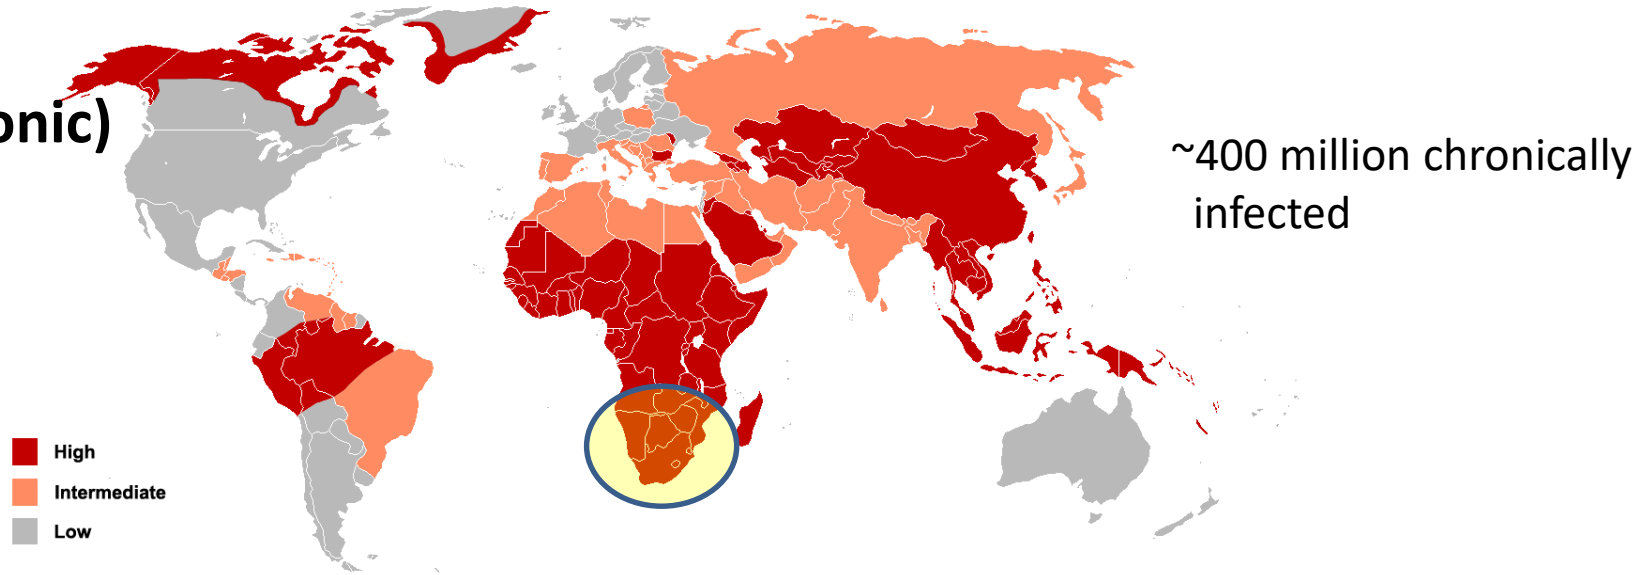 onic)
~400 million chronically
infected
High
Intermediate
Low